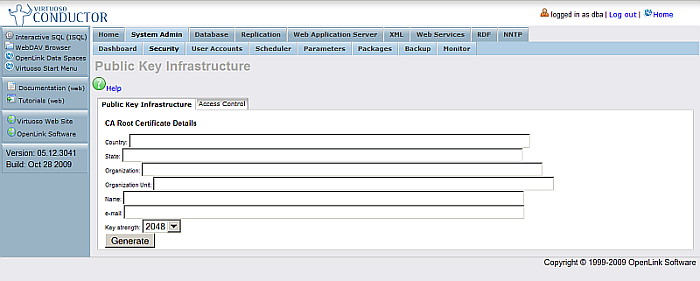 VIRTUOSO
CONDUCTOR
logged in as dba | Log out | Home
Interactive SQL (ISQL)
WebDAV Browser
OpenLink Data Spaces
Virtuoso Start Menu
Documentation (web)
Tutorials (web)
Virtuoso Web Site
OpenLink Software
Version: 05.12.3041
Build: Oct 28 2009
Home System Admin Database Replication Web Application Server XML Web Services RDF NNTP
Dashboard Security User Accounts Scheduler Parameters Packages Backup Monitor
Public Key Infrastructure
Help
Public Key Infrastructure Access Control
CA Root Certificate Details
Country:
State:
Organization:
Organization Unit:
Name:
e-mail:
Key strength: 2048
Generate
Copyright © 1999-2009 OpenLink Software